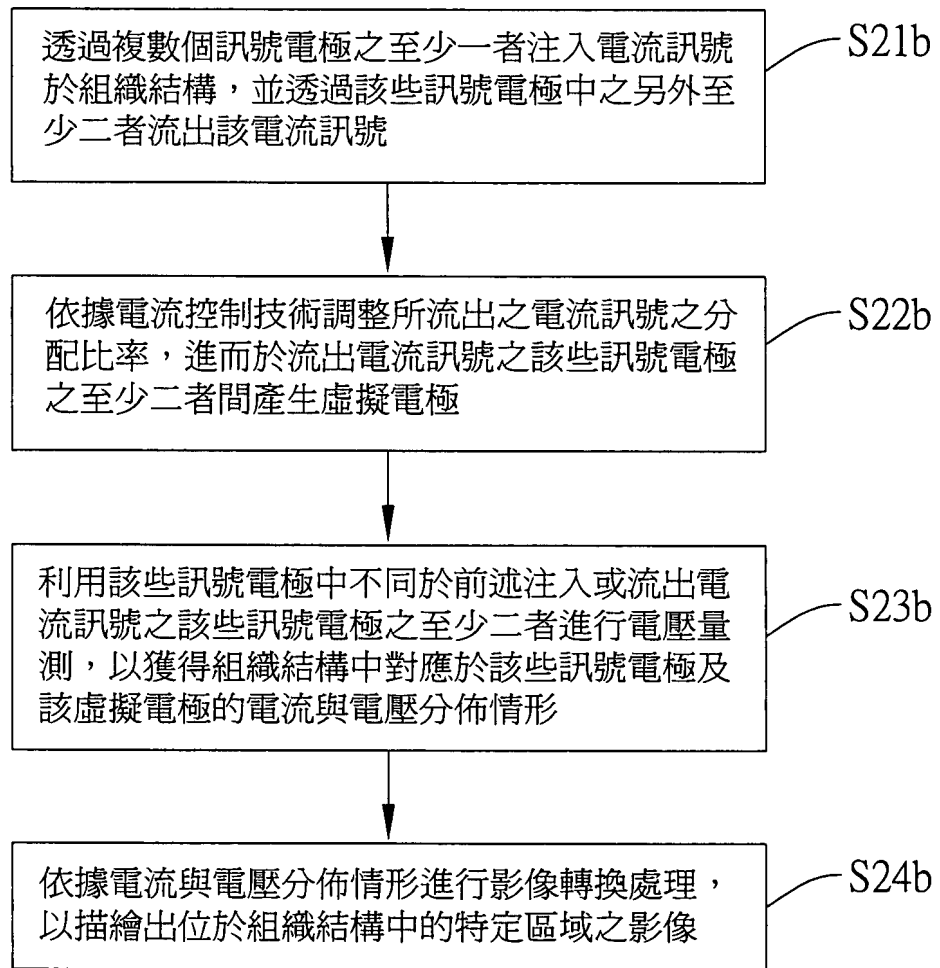 透過複數個訊號電極之至少一者注入電流訊號
於組織結構，並透過該些訊號電極中之另外至
少二者流出該電流訊號
S21b
依據電流控制技術調整所流出之電流訊號之分
配比率，進而於流出電流訊號之該些訊號電極
之至少二者間產生虛擬電極
S22b
利用該些訊號電極中不同於前述注入或流出電
流訊號之該些訊號電極之至少二者進行電壓量
測，以獲得組織結構中對應於該些訊號電極及
該虛擬電極的電流與電壓分佈情形
S23b
依據電流與電壓分佈情形進行影像轉換處理，
以描繪出位於組織結構中的特定區域之影像
S24b